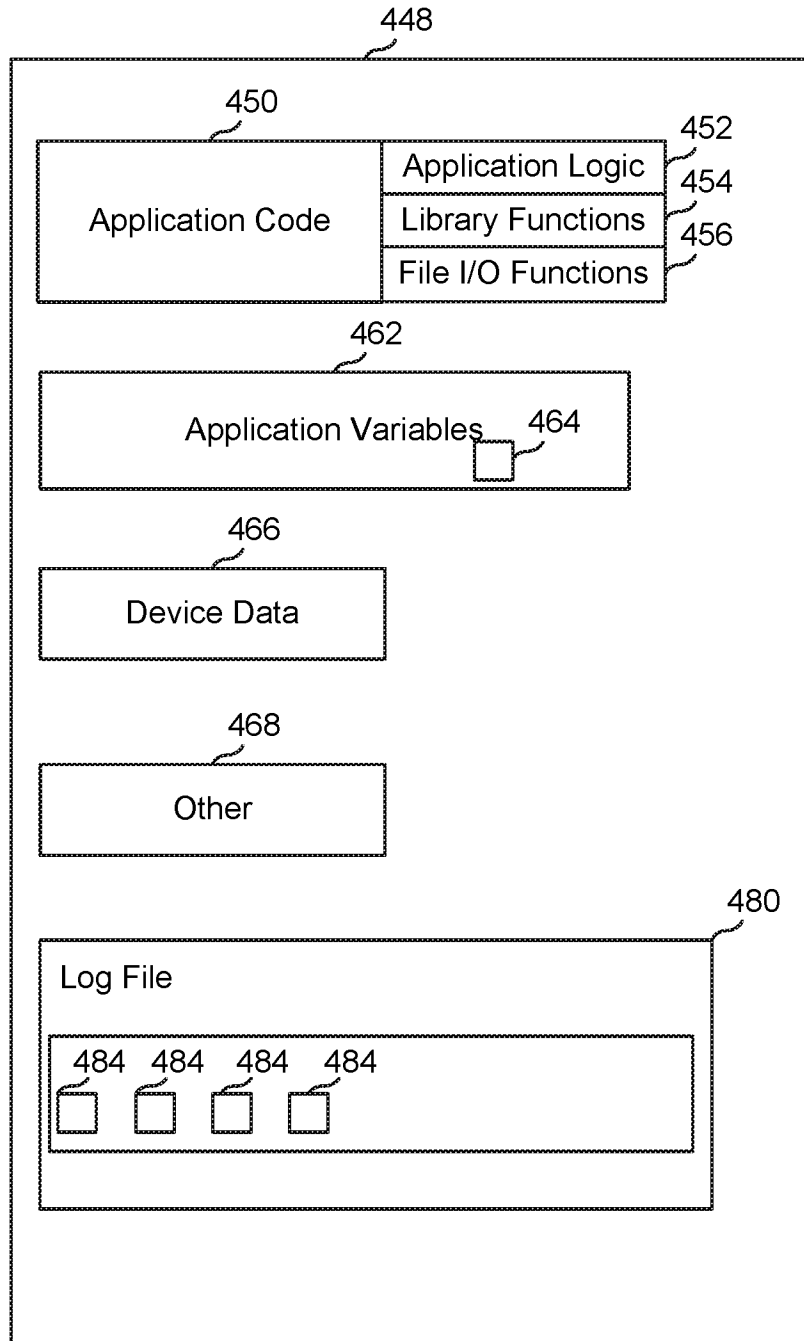 448
450
452
Application Logic
454
Application Code
Library Functions
456
File I/O Functions
462
Application Variables
464
466
Device Data
468
Other
480
Log File
484 484 484 484